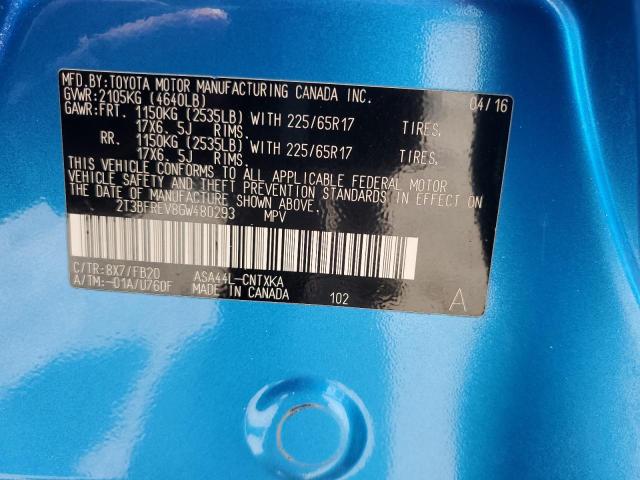 MFD.BY:TOYOTA MOTOR MANUFACTURING CANADA INC.
GVWR:2105KG (4640LB) 04/16
GAWR:FRT. 1150KG (2535LB) WITH 225/65R17 TIRES,
17X6.5J RIMS.
RR. 1150KG (2535LB) WITH 225/65R17 TIRES,
17X6.5J RIMS.
THIS VEHICLE CONFORMS TO ALL APPLICABLE FEDERAL MOTOR
VEHICLE SAFETY AND THEFT PREVENTION STANDARDS IN EFFECT ON
THE DATE OF MANUFACTURE SHOWN ABOVE.
2T3BFREV8GW480293 MPV
C/TR:8X7/FB20 ASA44L-CNTXKA
A/TM:-01A/U760F MADE IN CANADA 102 A